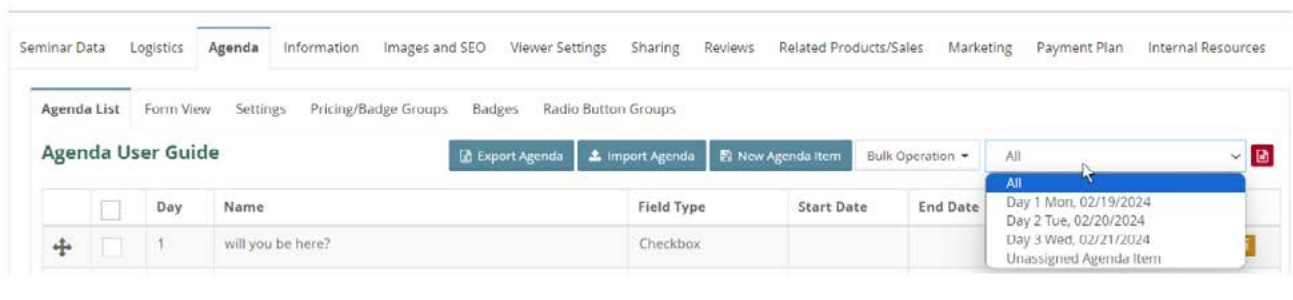 Seminar Data Logistics Agenda Information Images and SEO Viewer Settings Sharing Reviews Related Products/Sales Marketing Payment Plan Internal Resources
Agenda List Form View Settings Pricing/Badge Groups Badges Radio Button Groups
Agenda User Guide Export Agenda Import Agenda New Agenda Item Bulk Operation All
All
Day 1 Mon, 02/19/2024
Day 2 Tue, 02/20/2024
Day 3 Wed, 02/21/2024
Unassigned Agenda Item
Day Name Field Type Start Date End Date
1 will you be here? Checkbox